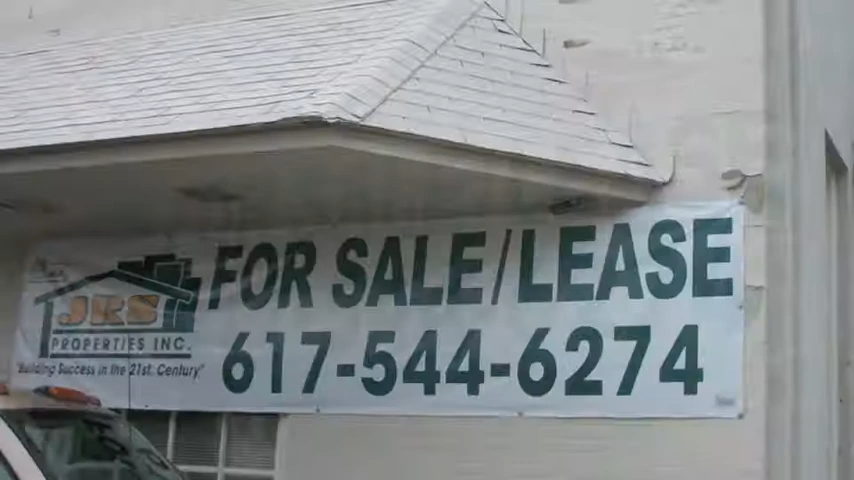 FOR SALE/LEASE
617-544-6274
JRS
PROPERTIES INC.
"Building Success in the 21st. Century"